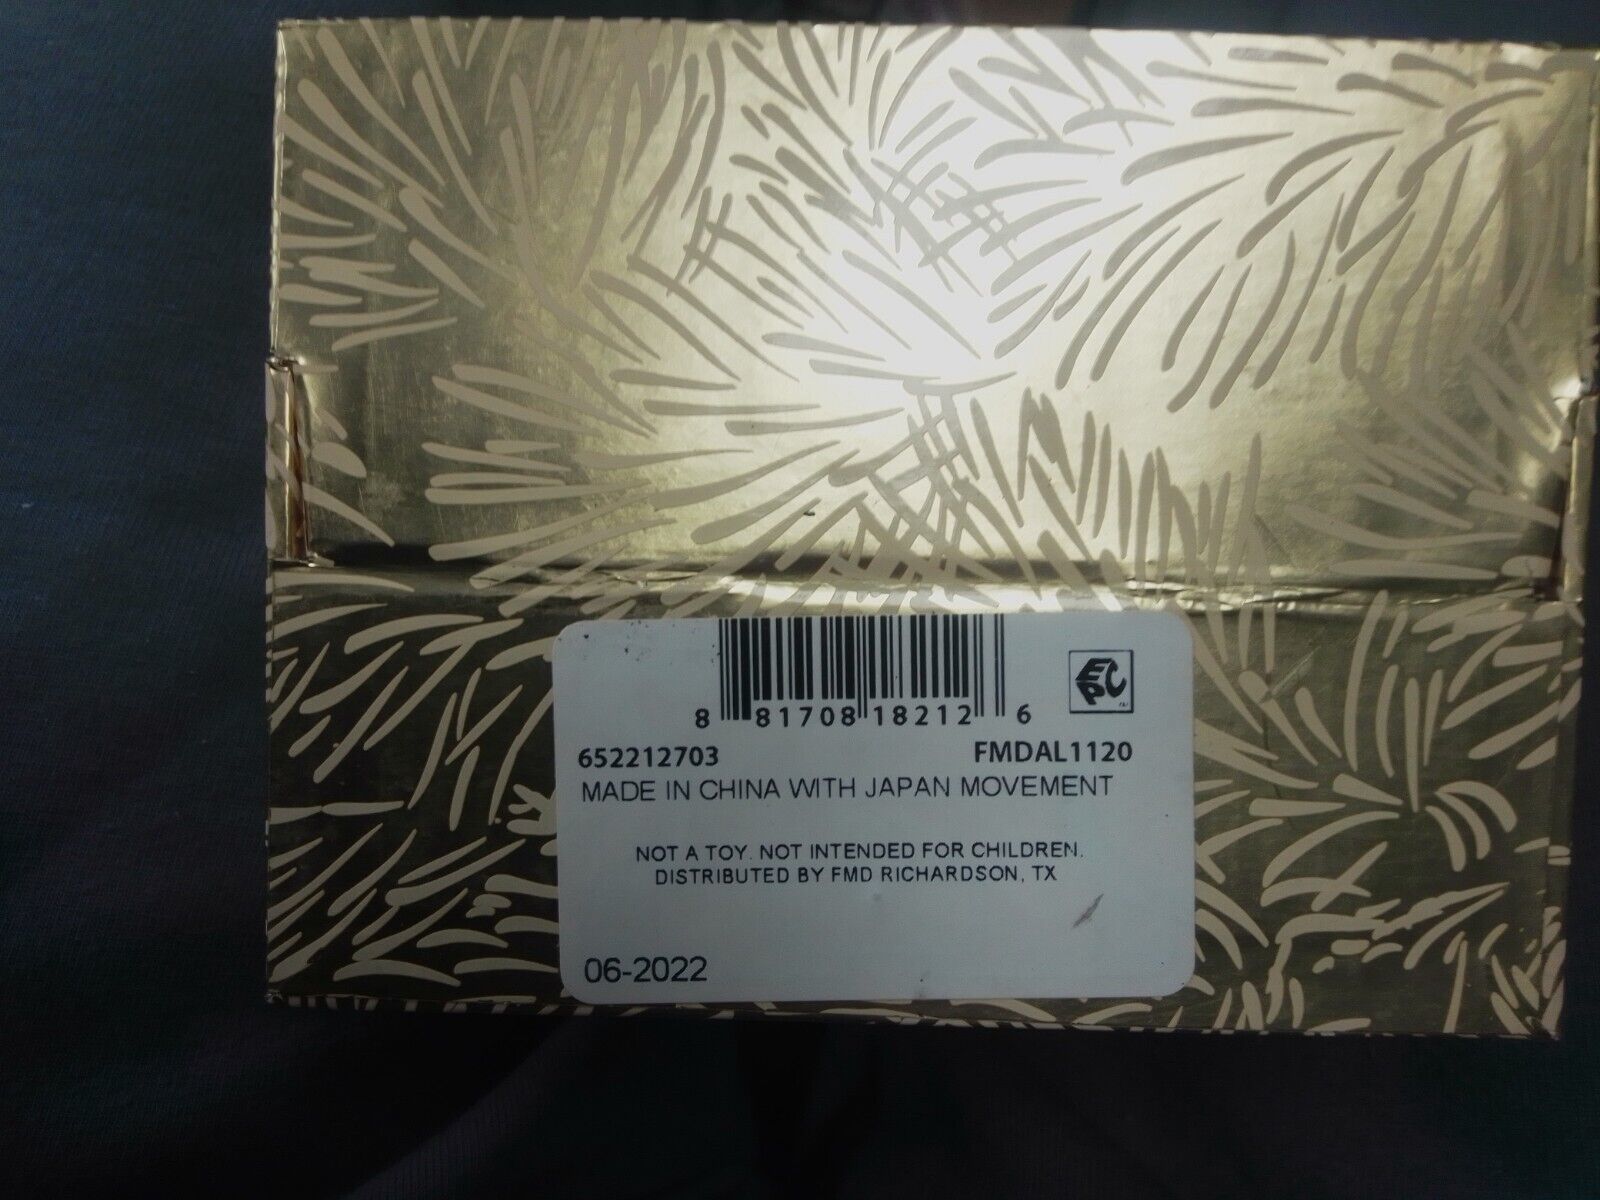 8 81708 18212 6
EPC
652212703 FMDAL1120
MADE IN CHINA WITH JAPAN MOVEMENT
NOT A TOY. NOT INTENDED FOR CHILDREN.
DISTRIBUTED BY FMD RICHARDSON, TX
06-2022